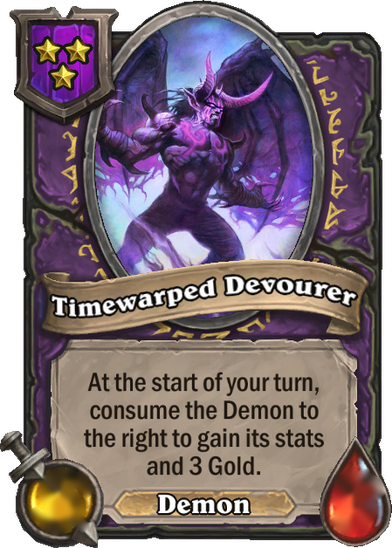 Timewarped Devourer
At the start of your turn,
consume the Demon to
the right to gain its stats
and 3 Gold.
Demon